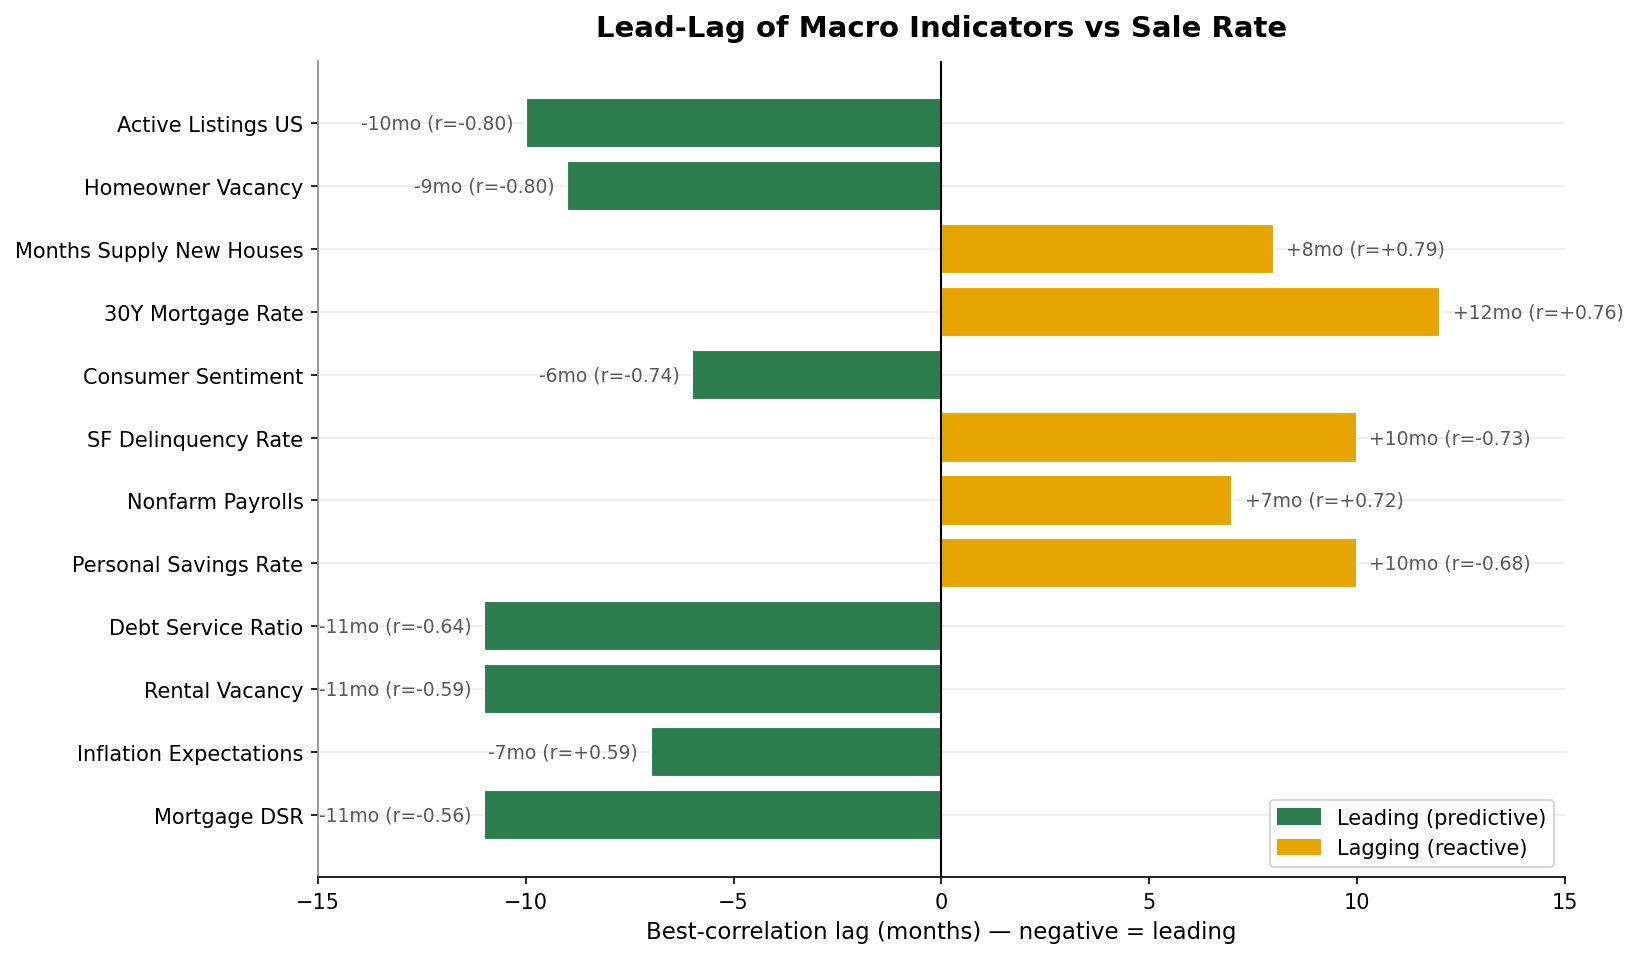 Lead-Lag of Macro Indicators vs Sale Rate
Active Listings US
-10mo (r=-0.80)
Homeowner Vacancy
-9mo (r=-0.80)
Months Supply New Houses
+8mo (r=+0.79)
30Y Mortgage Rate
+12mo (r=+0.76)
Consumer Sentiment
-6mo (r=-0.74)
SF Delinquency Rate
+10mo (r=-0.73)
Nonfarm Payrolls
+7mo (r=+0.72)
Personal Savings Rate
+10mo (r=-0.68)
Debt Service Ratio
-11mo (r=-0.64)
Rental Vacancy
-11mo (r=-0.59)
Inflation Expectations
-7mo (r=+0.59)
Mortgage DSR
-11mo (r=-0.56)
Leading (predictive)
Lagging (reactive)
−15 −10 −5 0 5 10 15
Best-correlation lag (months) — negative = leading